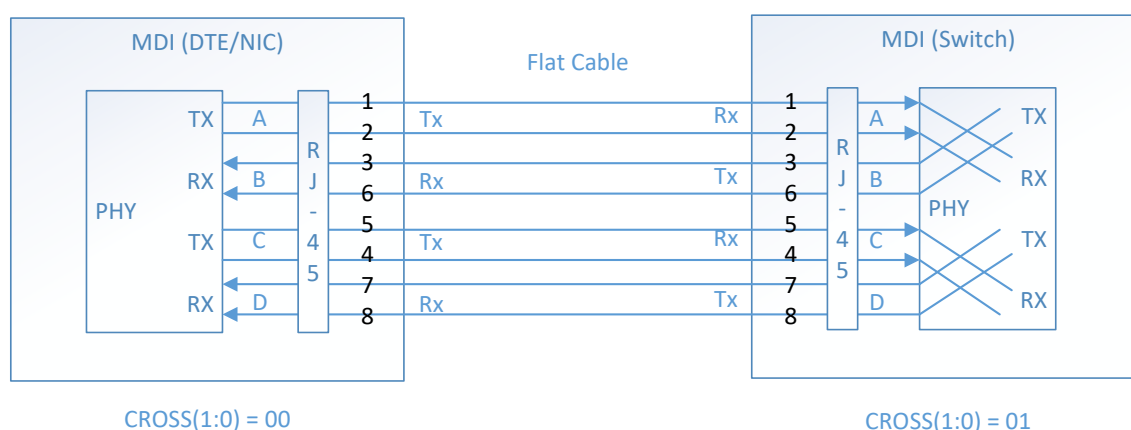 MDI (DTE/NIC)
MDI (Switch)
Flat Cable
PHY
TX
RX
TX
RX
A
B
C
D
R
J
-
4
5
1
2
3
6
5
4
7
8
Tx
Rx
Tx
Rx
Rx
Tx
Rx
Tx
1
2
3
6
5
4
7
8
R
J
-
4
5
A
B
C
D
PHY
TX
RX
TX
RX
CROSS(1:0) = 00
CROSS(1:0) = 01